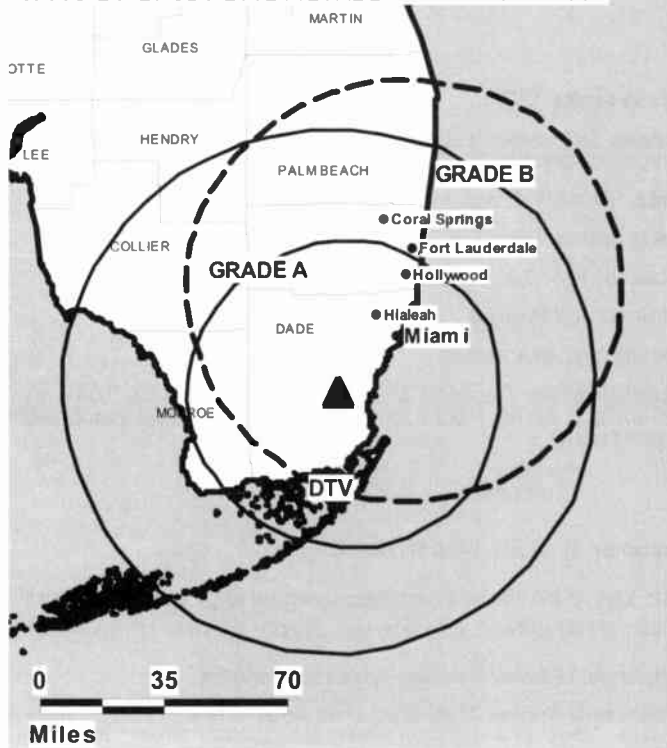 MARTIN
GLADES
OTTE
HENDRY
LEE
PALM BEACH
GRADE B
Coral Springs
COLLIER
Fort Lauderdale
GRADE A
Hollywood
Hialeah
DADE
Miami
MONROE
DTV
0 35 70
Miles